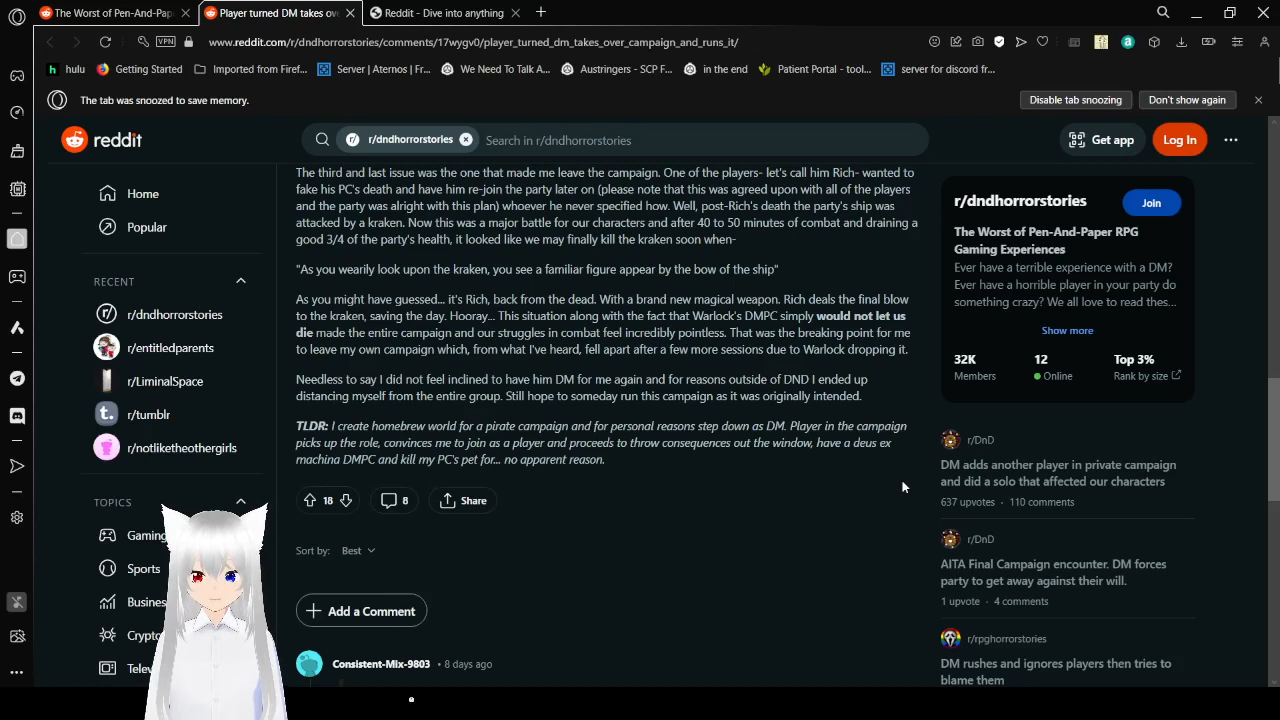 The Worst of Pen-And-Pape
Player turned DM takes ov
Reddit - Dive into anything
VPN
www.reddit.com/r/dndhorrorstories/comments/17wygv0/player_turned_dm_takes_over_campaign_and_runs_it/
hulu
Getting Started
Imported from Firef...
Server | Aternos | Fr...
We Need To Talk A...
Austringers - SCP F...
in the end
Patient Portal - tool...
server for discord fr...
The tab was snoozed to save memory.
Disable tab snoozing
Don't show again
reddit
r/dndhorrorstories
Search in r/dndhorrorstories
Get app
Log In
Home
Popular
RECENT
r/dndhorrorstories
r/entitledparents
r/LiminalSpace
r/tumblr
r/notliketheothergirls
TOPICS
Gaming
Sports
Busines
Crypto
Telev
The third and last issue was the one that made me leave the campaign. One of the players- let's call him Rich- wanted to
fake his PC's death and have him re-join the party later on (please note that this was agreed upon with all of the players
and the party was alright with this plan) whoever he never specified how. Well, post-Rich's death the party's ship was
attacked by a kraken. Now this was a major battle for our characters and after 40 to 50 minutes of combat and draining a
good 3/4 of the party's health, it looked like we may finally kill the kraken soon when-
"As you wearily look upon the kraken, you see a familiar figure appear by the bow of the ship"
As you might have guessed... it's Rich, back from the dead. With a brand new magical weapon. Rich deals the final blow
to the kraken, saving the day. Hooray... This situation along with the fact that Warlock's DMPC simply would not let us
die made the entire campaign and our struggles in combat feel incredibly pointless. That was the breaking point for me
to leave my own campaign which, from what I've heard, fell apart after a few more sessions due to Warlock dropping it.
Needless to say I did not feel inclined to have him DM for me again and for reasons outside of DND I ended up
distancing myself from the entire group. Still hope to someday run this campaign as it was originally intended.
TLDR: I create homebrew world for a pirate campaign and for personal reasons step down as DM. Player in the campaign
picks up the role, convinces me to join as a player and proceeds to throw consequences out the window, have a deus ex
machina DMPC and kill my PC's pet for... no apparent reason.
18
8
Share
Sort by:
Best
Add a Comment
Consistent-Mix-9803
• 8 days ago
r/dndhorrorstories
Join
The Worst of Pen-And-Paper RPG
Gaming Experiences
Ever have a terrible experience with a DM?
Ever have a horrible player in your party do
something crazy? We all love to read thes...
Show more
32K
12
Top 3%
Members
Online
Rank by size
r/DnD
DM adds another player in private campaign
and did a solo that affected our characters
637 upvotes • 110 comments
r/DnD
AITA Final Campaign encounter. DM forces
party to get away against their will.
1 upvote • 4 comments
r/rpghorrorstories
DM rushes and ignores players then tries to
blame them